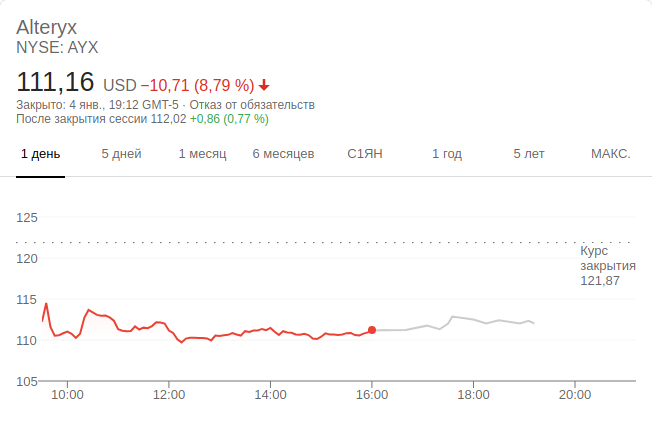 Alteryx
NYSE: AYX
111,16 USD −10,71 (8,79 %)
Закрыто: 4 янв., 19:12 GMT-5 · Отказ от обязательств
После закрытия сессии 112,02 +0,86 (0,77 %)
1 день 5 дней 1 месяц 6 месяцев С1ЯН 1 год 5 лет МАКС.
125
Курс
закрытия
121,87
120
115
110
105
10:00 12:00 14:00 16:00 18:00 20:00